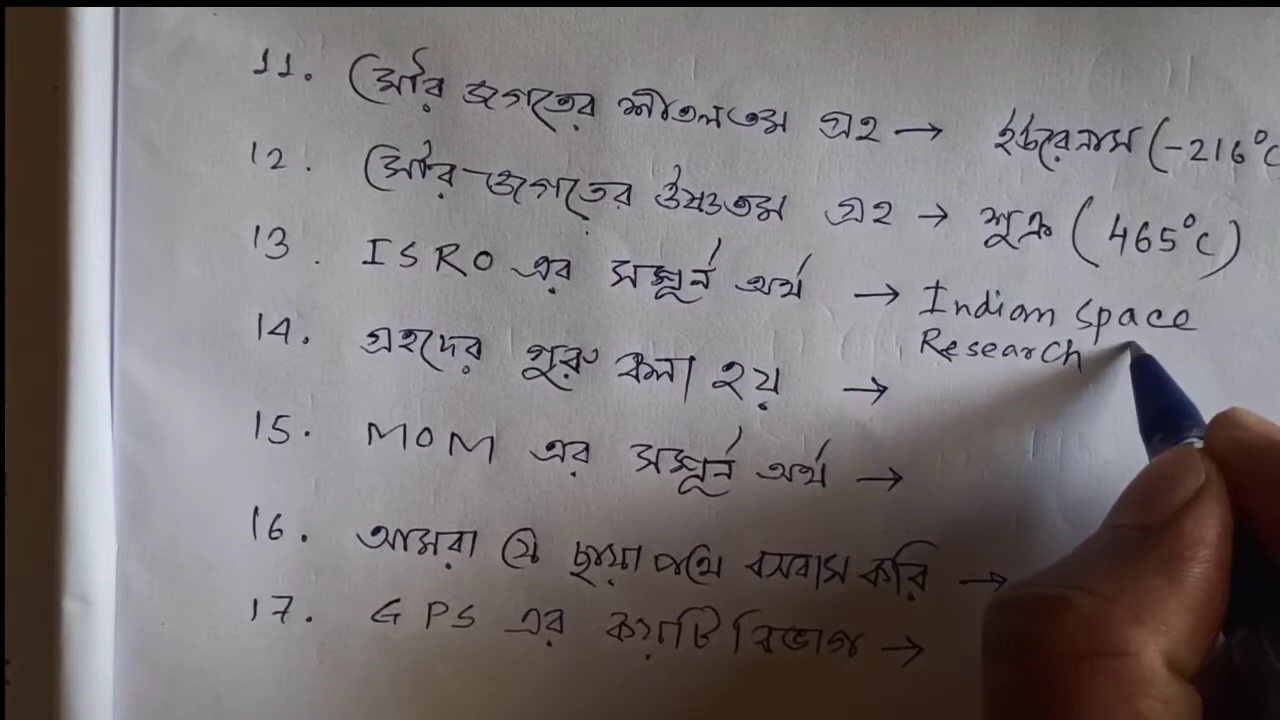 11. সৌর জগতের শীতলতম গ্রহ → ইউরেনাস (-216°C
12. সৌর-জগতের উষ্ণতম গ্রহ → শুক্র (465°C)
13. ISRO এর সম্পূর্ন অর্থ → Indian Space
Research
14. গ্রহদের গুরু বলা হয় →
15. MOM এর সম্পূর্ন অর্থ →
16. আমরা যে ছায়া পথে বসবাস করি →
17. GPS এর কয়টি বিভাগ →